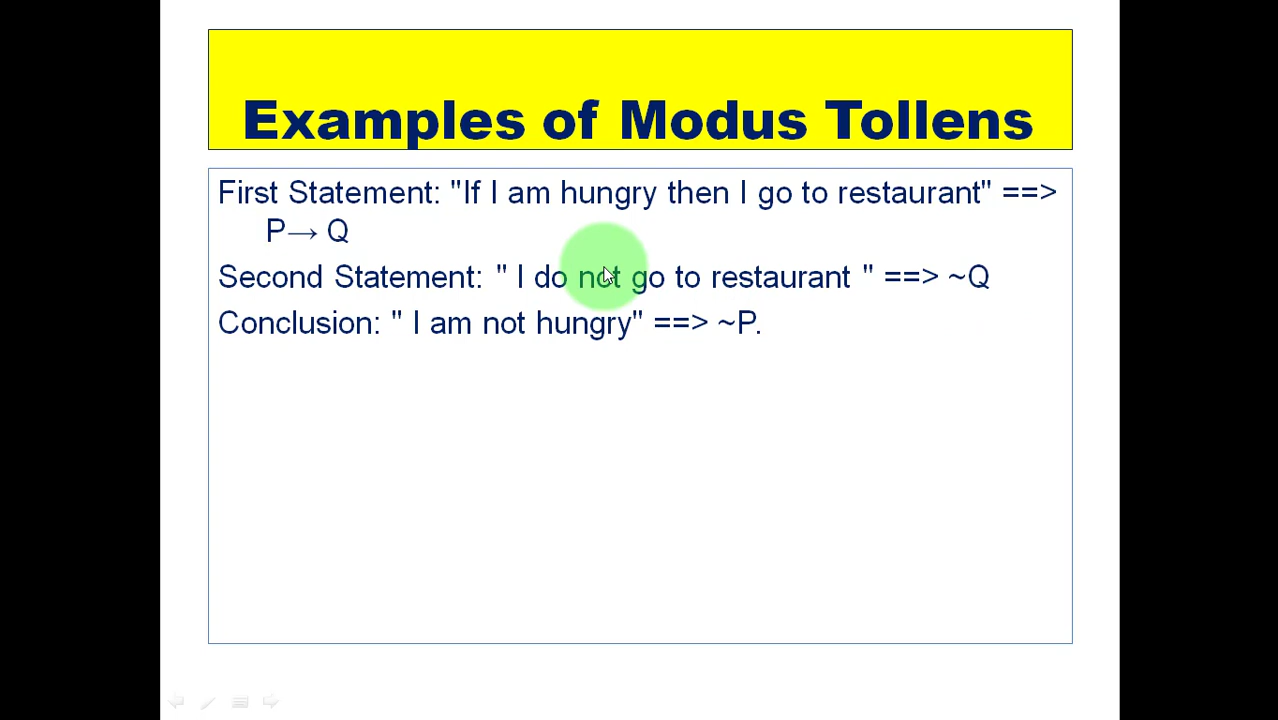 Examples of Modus Tollens
First Statement: "If I am hungry then I go to restaurant" ==>
P→ Q
Second Statement: " I do not go to restaurant " ==> ~Q
Conclusion: " I am not hungry" ==> ~P.